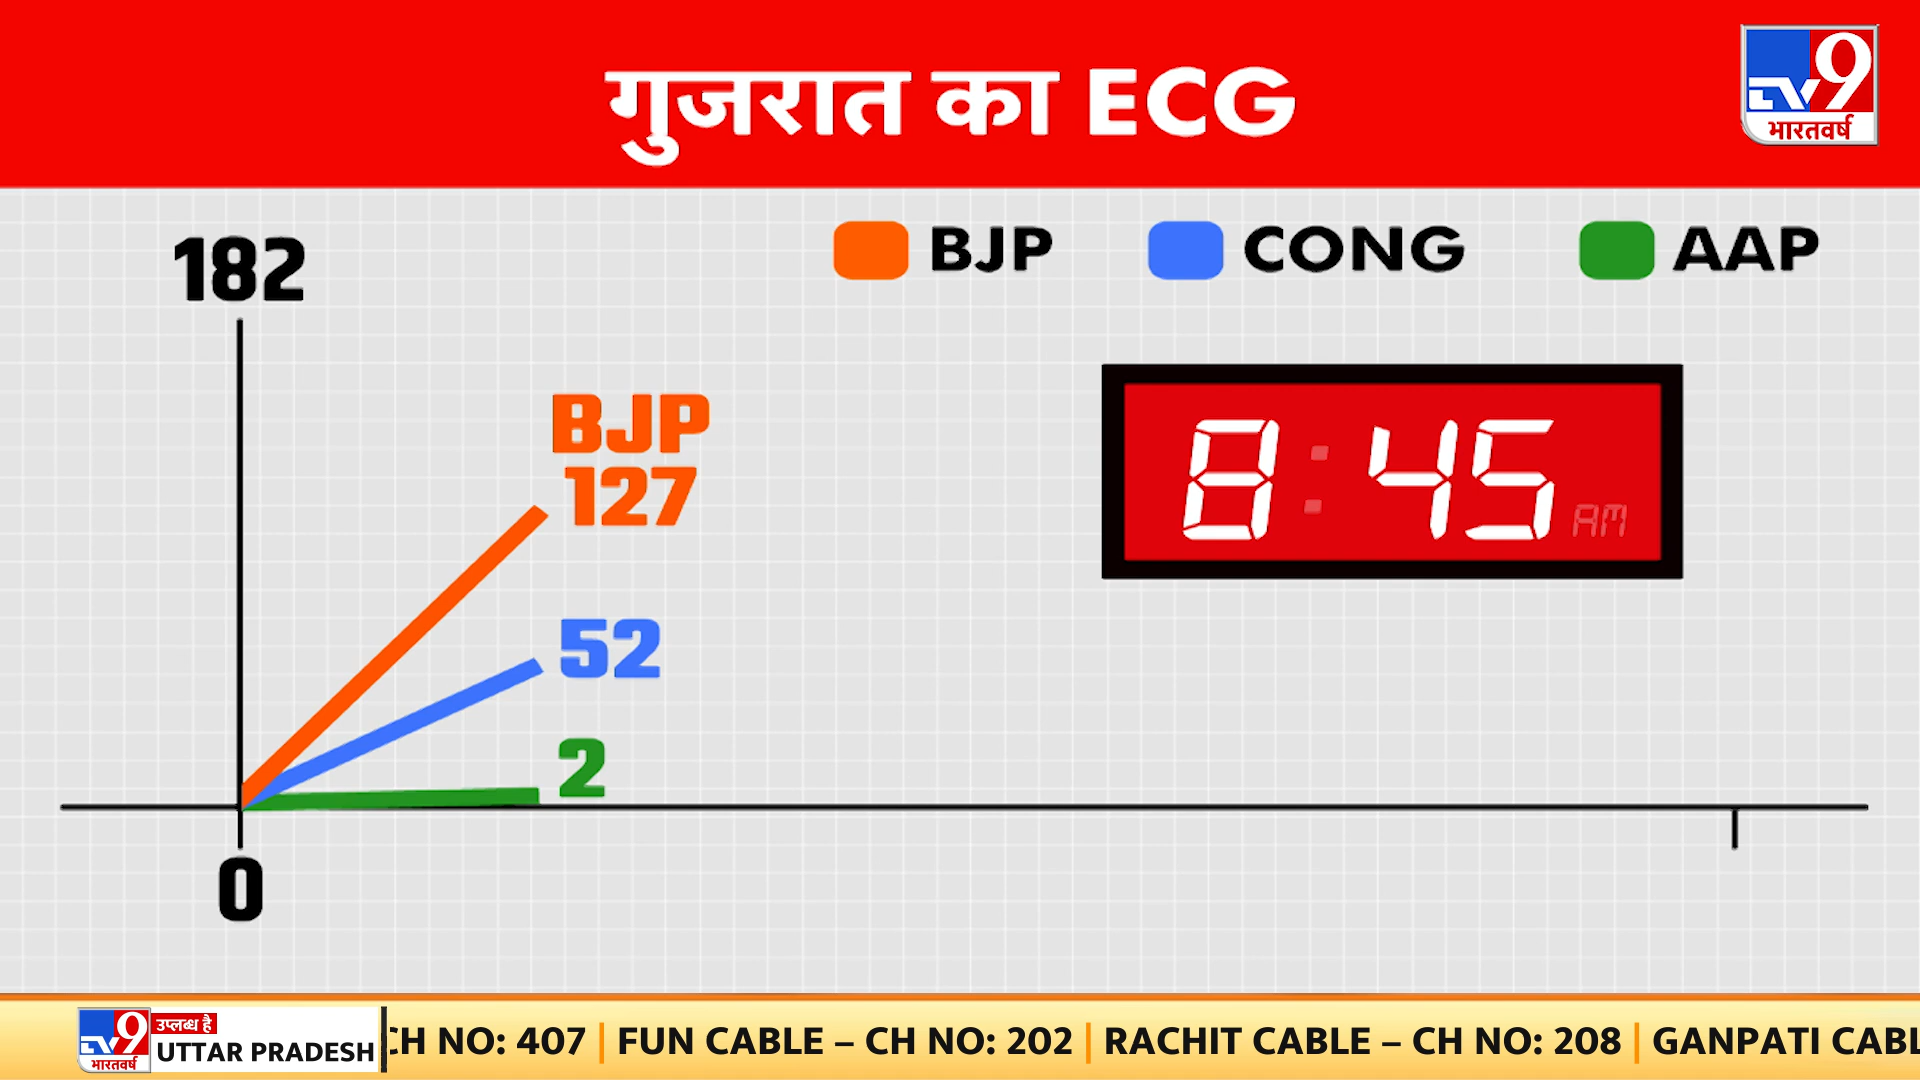 गुजरात का ECG
TV9
भारतवर्ष
182
BJP
CONG
AAP
BJP
127
8:45 AM
52
2
0
TV9
भारतवर्ष
उपलब्ध है
UTTAR PRADESH
CH NO: 407 | FUN CABLE – CH NO: 202 | RACHIT CABLE – CH NO: 208 | GANPATI CABL